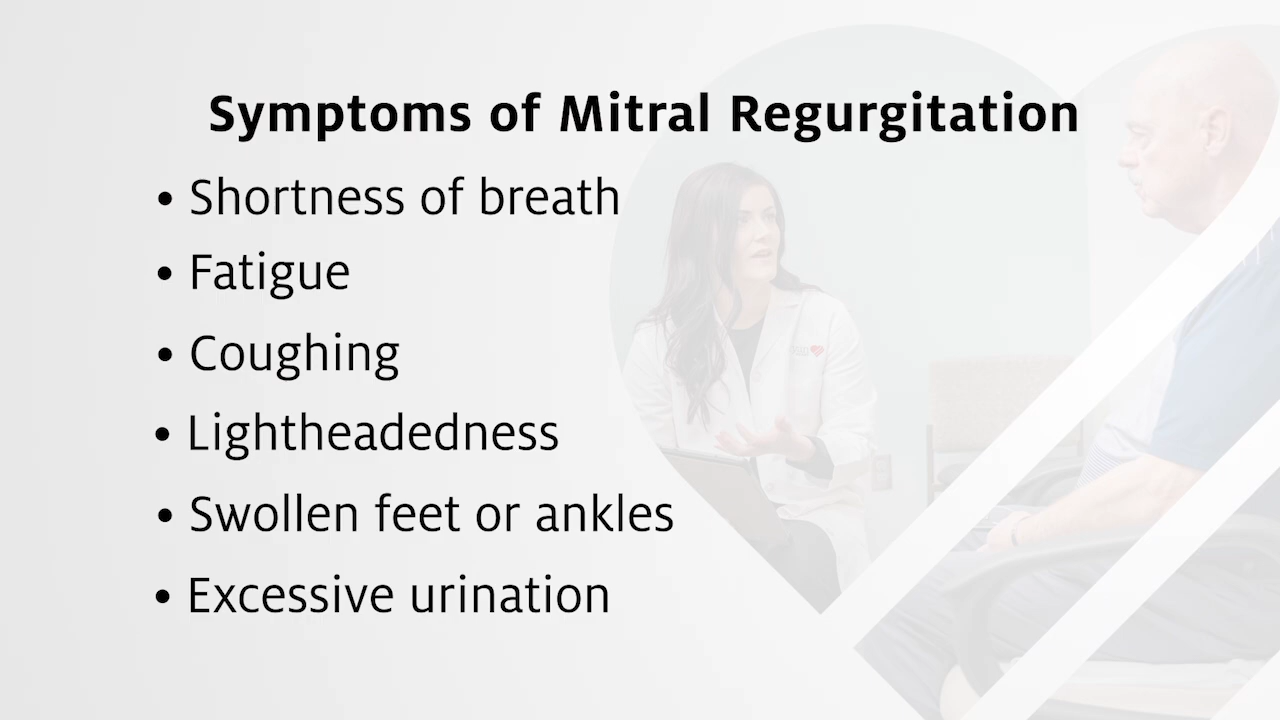 Symptoms of Mitral Regurgitation
• Shortness of breath
• Fatigue
• Coughing
• Lightheadedness
• Swollen feet or ankles
• Excessive urination